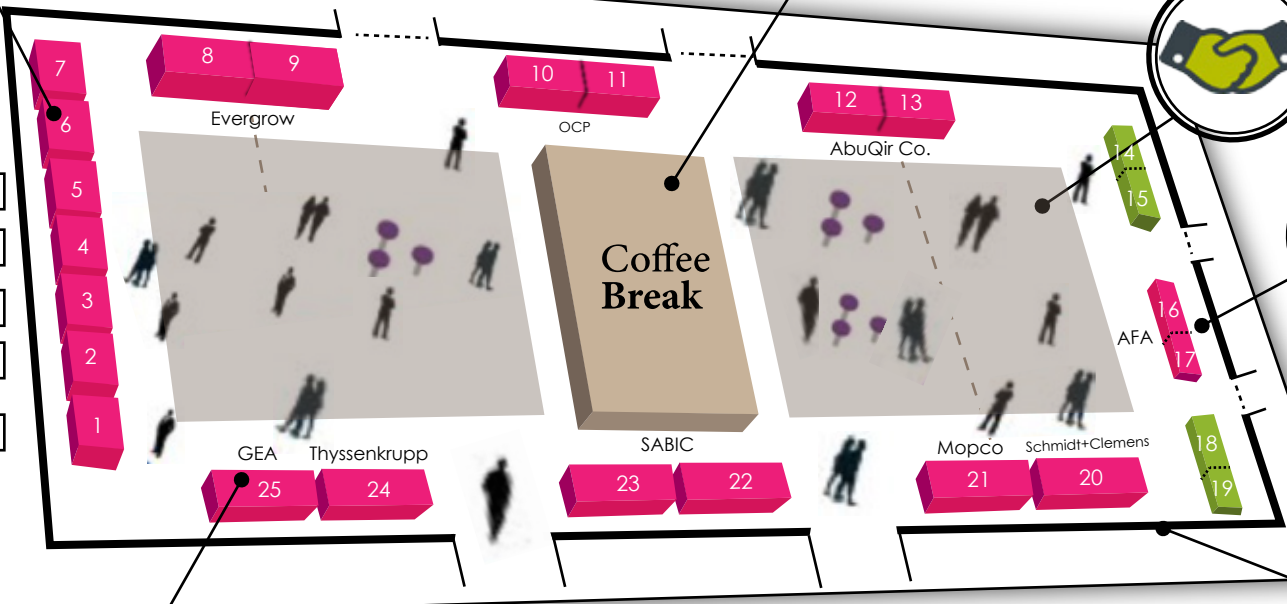 7
8
9
10
11
12
13
6
Evergrow
OCP
AbuQir Co.
14
15
5
4
3
2
1
Coffee
Break
16
AFA
17
GEA
Thyssenkrupp
SABIC
Mopco
Schmidt+Clemens
18
19
25
24
23
22
21
20